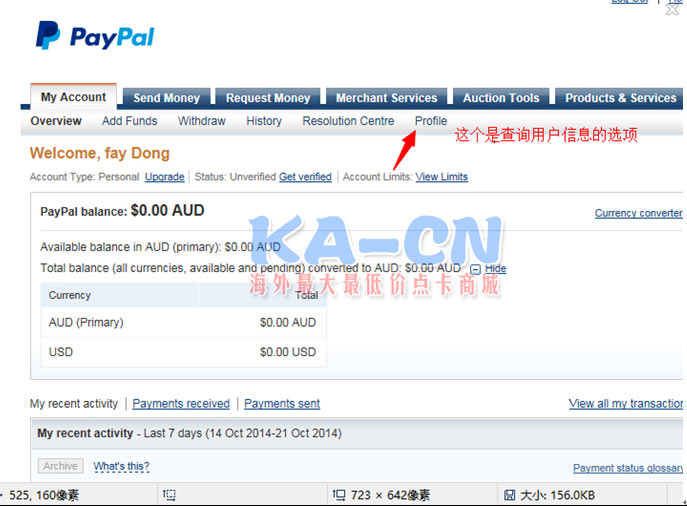 Log Out
PayPal
My Account Send Money Request Money Merchant Services Auction Tools Products & Services
Overview Add Funds Withdraw History Resolution Centre Profile
这个是查询用户信息的选项
Welcome, fay Dong
Account Type: Personal Upgrade | Status: Unverified Get verified | Account Limits: View Limits
PayPal balance: $0.00 AUD
Currency converter
KA-CN
Available balance in AUD (primary): $0.00 AUD
Total balance (all currencies, available and pending) converted to AUD: $0.00 AUD Hide
海外最大最低价点卡商城
Currency Total
AUD (Primary) $0.00 AUD
USD $0.00 USD
My recent activity | Payments received | Payments sent View all my transaction
My recent activity - Last 7 days (14 Oct 2014-21 Oct 2014)
Archive What's this? Payment status glossary
525, 160像素 723 × 642像素 大小: 156.0KB